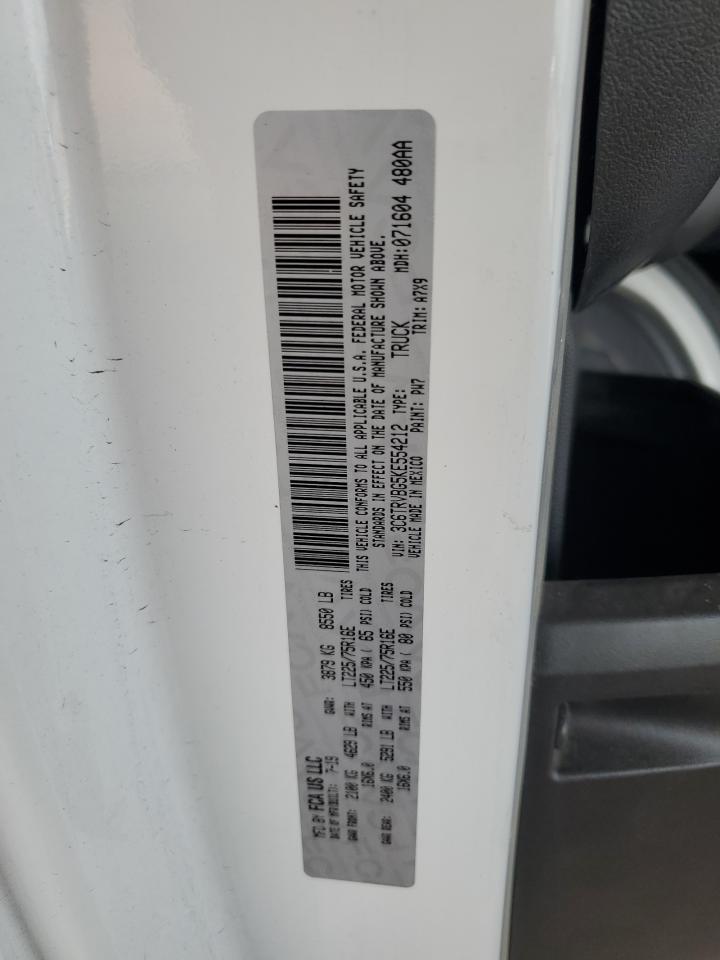 MFD. BY FCA US LLC
DATE OF MFR(BUILT): 7-19 GVWR: 3879 KG 8550 LB
GAWR FRONT: 2100 KG 4629 LB WITH LT225/75R16E TIRES
16X6.0 RIMS AT 450 KPA ( 65 PSI) COLD
GAWR REAR: 2400 KG 5291 LB WITH LT225/75R16E TIRES
16X6.0 RIMS AT 550 KPA ( 80 PSI) COLD
THIS VEHICLE CONFORMS TO ALL APPLICABLE U.S.A. FEDERAL MOTOR VEHICLE SAFETY
STANDARDS IN EFFECT ON THE DATE OF MANUFACTURE SHOWN ABOVE.
VIN: 3C6TRVBG5KE554212 TYPE: TRUCK MDH:071604 480AA
VEHICLE MADE IN MEXICO PAINT: PW7 TRIM: A7X9